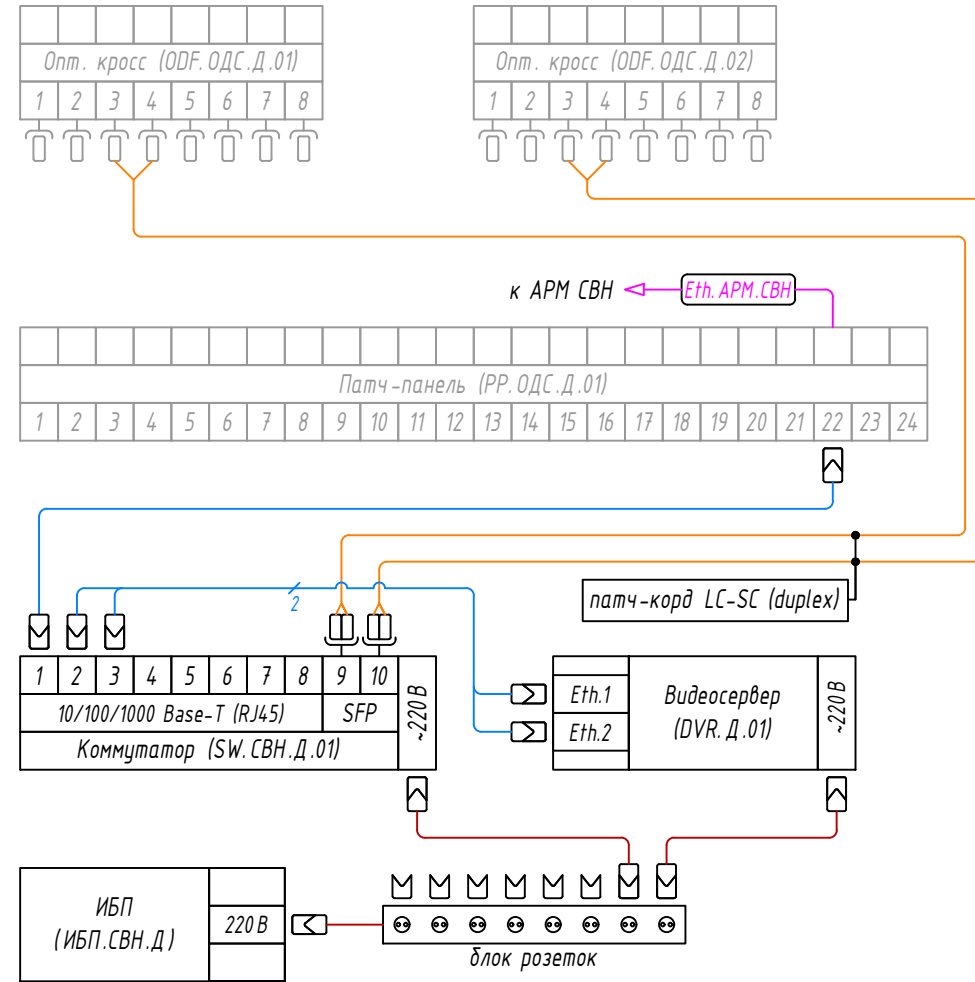 Опт. кросс (ODF.ОДС.Д.01)
1 2 3 4 5 6 7 8
Опт. кросс (ODF.ОДС.Д.02)
1 2 3 4 5 6 7 8
к АРМ СВН
Eth.АРМ.СВН
Патч-панель (PP.ОДС.Д.01)
1 2 3 4 5 6 7 8 9 10 11 12 13 14 15 16 17 18 19 20 21 22 23 24
2
патч-корд LC-SC (duplex)
1 2 3 4 5 6 7 8 9 10
10/100/1000 Base-T (RJ45)
SFP
Коммутатор (SW.СВН.Д.01)
~220В
Eth.1
Eth.2
Видеосервер
(DVR.Д.01)
~220В
ИБП
(ИБП.СВН.Д)
220В
блок розеток